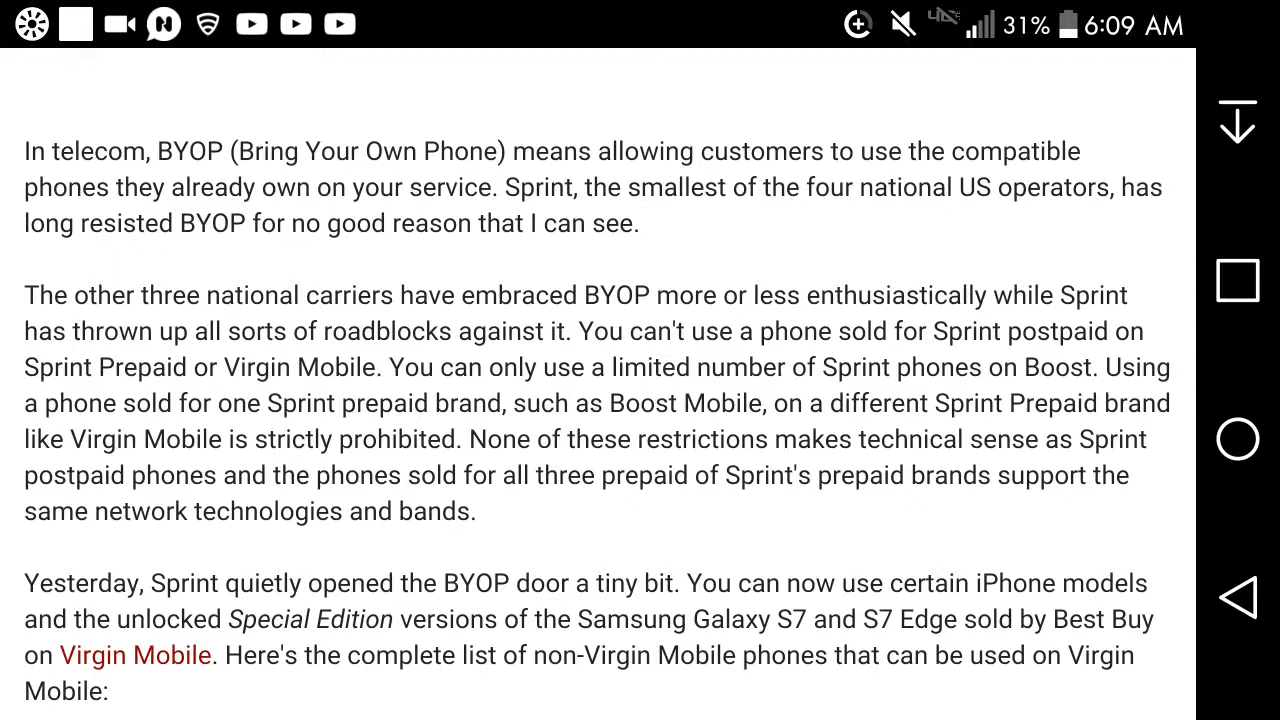 31% 6:09 AM
In telecom, BYOP (Bring Your Own Phone) means allowing customers to use the compatible
phones they already own on your service. Sprint, the smallest of the four national US operators, has
long resisted BYOP for no good reason that I can see.
The other three national carriers have embraced BYOP more or less enthusiastically while Sprint
has thrown up all sorts of roadblocks against it. You can't use a phone sold for Sprint postpaid on
Sprint Prepaid or Virgin Mobile. You can only use a limited number of Sprint phones on Boost. Using
a phone sold for one Sprint prepaid brand, such as Boost Mobile, on a different Sprint Prepaid brand
like Virgin Mobile is strictly prohibited. None of these restrictions makes technical sense as Sprint
postpaid phones and the phones sold for all three prepaid of Sprint's prepaid brands support the
same network technologies and bands.
Yesterday, Sprint quietly opened the BYOP door a tiny bit. You can now use certain iPhone models
and the unlocked Special Edition versions of the Samsung Galaxy S7 and S7 Edge sold by Best Buy
on Virgin Mobile. Here's the complete list of non-Virgin Mobile phones that can be used on Virgin
Mobile: